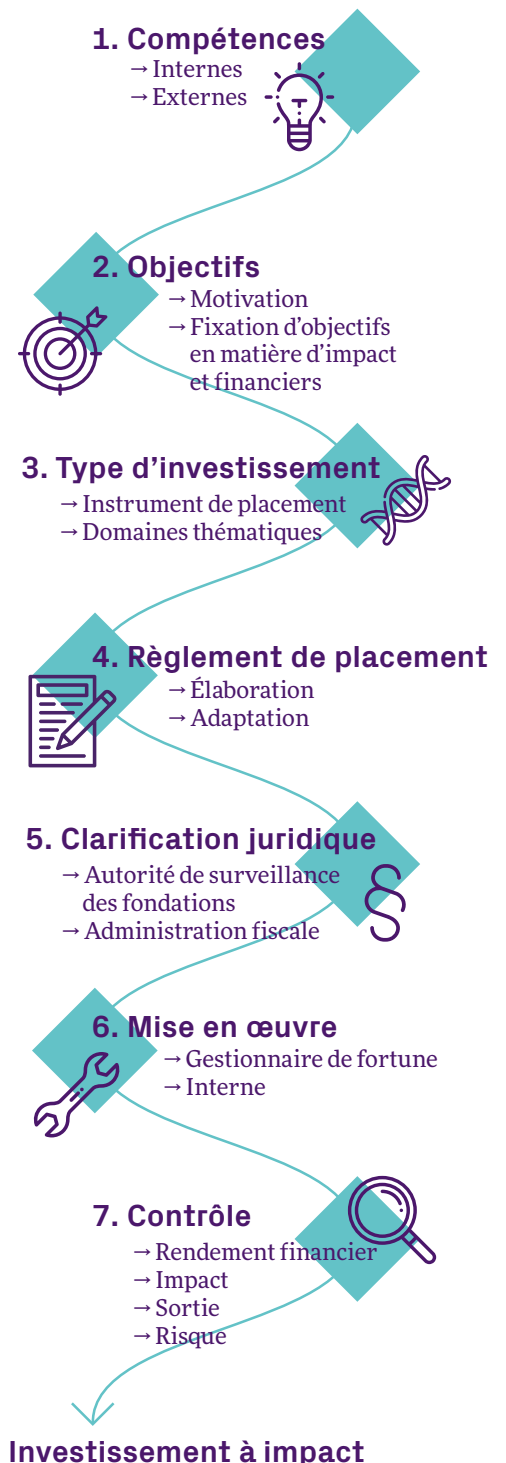 1. Compétences
→ Internes
→ Externes
2. Objectifs
→ Motivation
→ Fixation d’objectifs
en matière d’impact
et financiers
3. Type d’investissement
→ Instrument de placement
→ Domaines thématiques
4. Règlement de placement
→ Élaboration
→ Adaptation
5. Clarification juridique
→ Autorité de surveillance
des fondations
→ Administration fiscale
6. Mise en œuvre
→ Gestionnaire de fortune
→ Interne
7. Contrôle
→ Rendement financier
→ Impact
→ Sortie
→ Risque
Investissement à impact